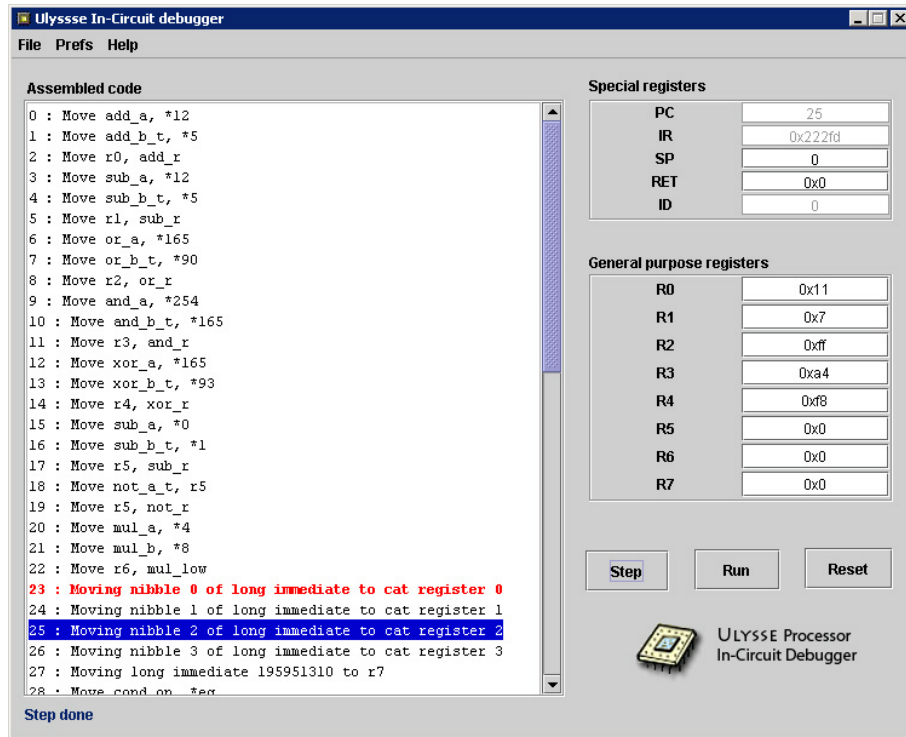 Ulyssse In-Circuit debugger
File Prefs Help
Assembled code
0 : Move add_a, *12
1 : Move add_b_t, *5
2 : Move r0, add_r
3 : Move sub_a, *12
4 : Move sub_b_t, *5
5 : Move r1, sub_r
6 : Move or_a, *165
7 : Move or_b_t, *90
8 : Move r2, or_r
9 : Move and_a, *254
10 : Move and_b_t, *165
11 : Move r3, and_r
12 : Move xor_a, *165
13 : Move xor_b_t, *93
14 : Move r4, xor_r
15 : Move sub_a, *0
16 : Move sub_b_t, *1
17 : Move r5, sub_r
18 : Move not_a_t, r5
19 : Move r5, not_r
20 : Move mul_a, *4
21 : Move mul_b, *8
22 : Move r6, mul_low
23 : Moving nibble 0 of long immediate to cat register 0
24 : Moving nibble 1 of long immediate to cat register 1
25 : Moving nibble 2 of long immediate to cat register 2
26 : Moving nibble 3 of long immediate to cat register 3
27 : Moving long immediate 195951310 to r7
28 : Move cond_on, *eq
Step done
Special registers
PC 25
IR 0x222fd
SP 0
RET 0x0
ID 0
General purpose registers
R0 0x11
R1 0x7
R2 0xff
R3 0xa4
R4 0xf8
R5 0x0
R6 0x0
R7 0x0
Step Run Reset
ULYSSE Processor
In-Circuit Debugger